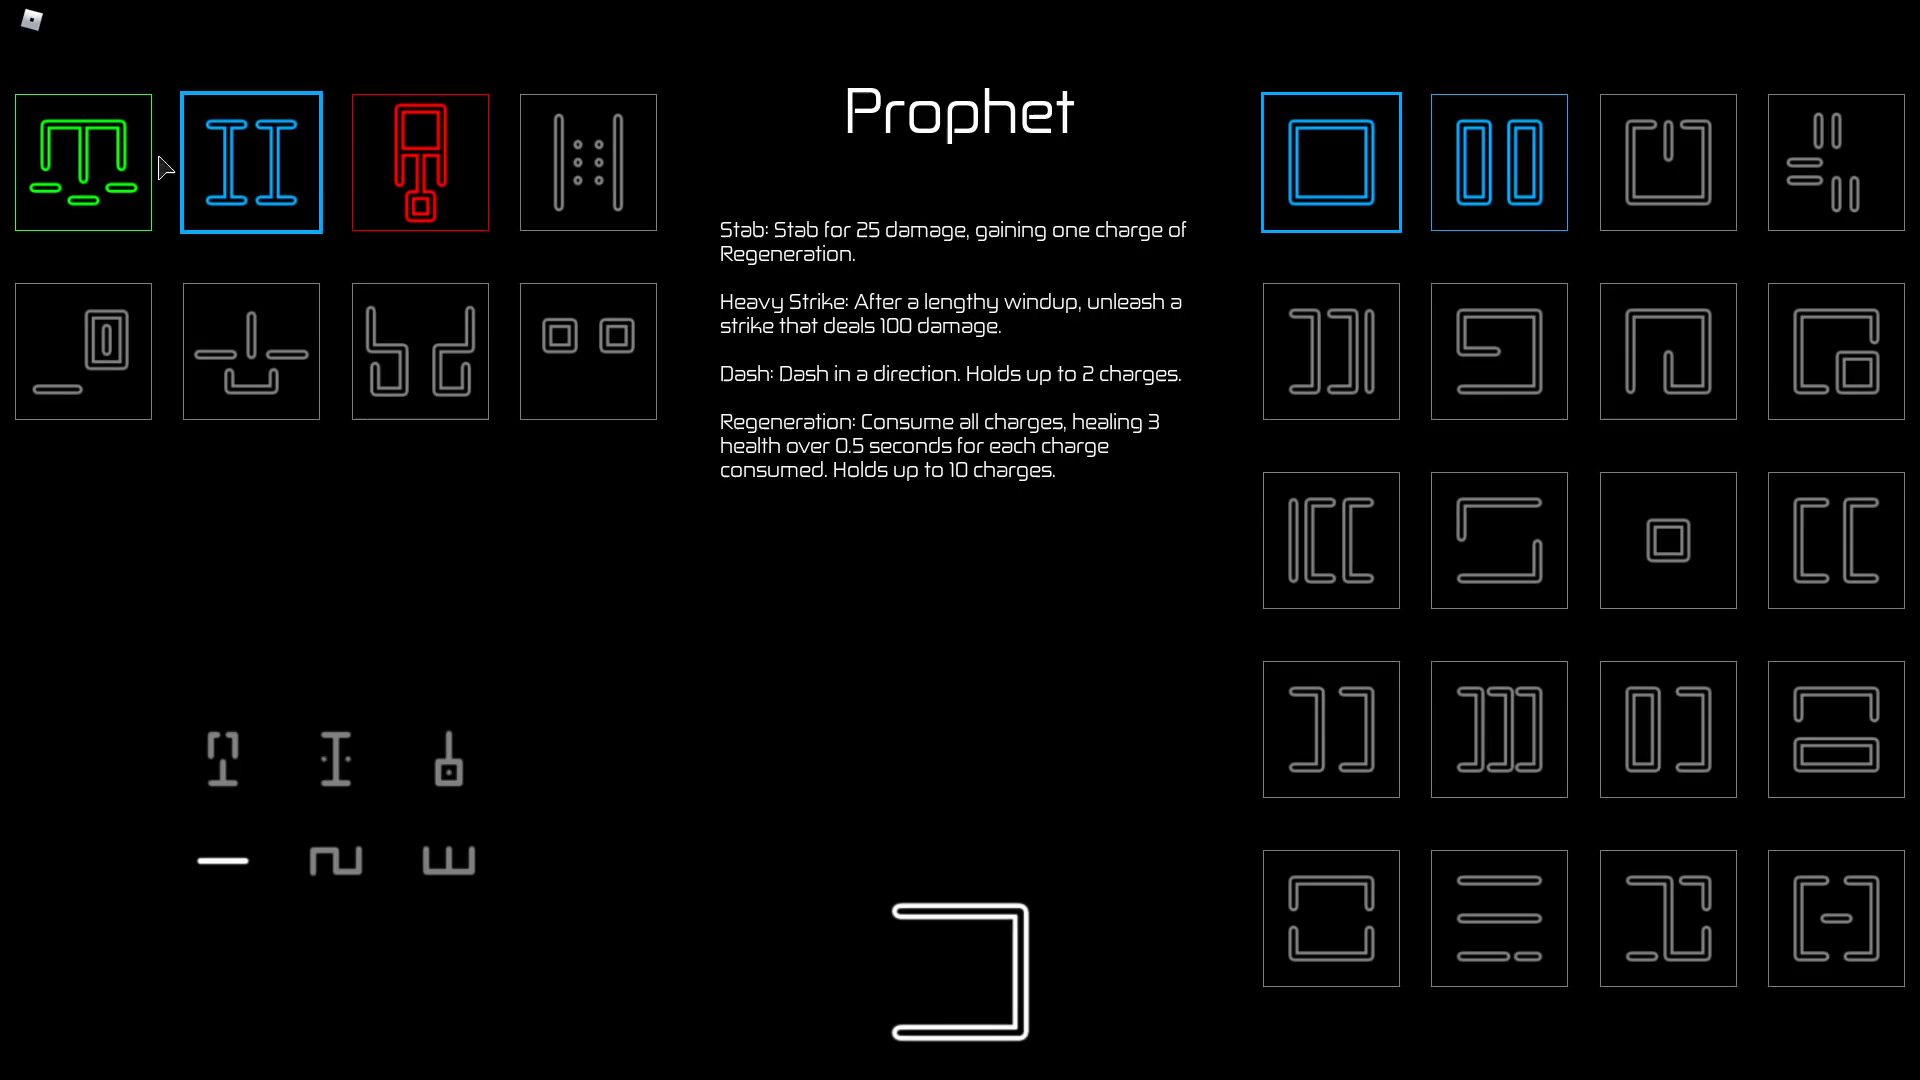 Prophet
Stab: Stab for 25 damage, gaining one charge of
Regeneration.
Heavy Strike: After a lengthy windup, unleash a
strike that deals 100 damage.
Dash: Dash in a direction. Holds up to 2 charges.
Regeneration: Consume all charges, healing 3
health over 0.5 seconds for each charge
consumed. Holds up to 10 charges.